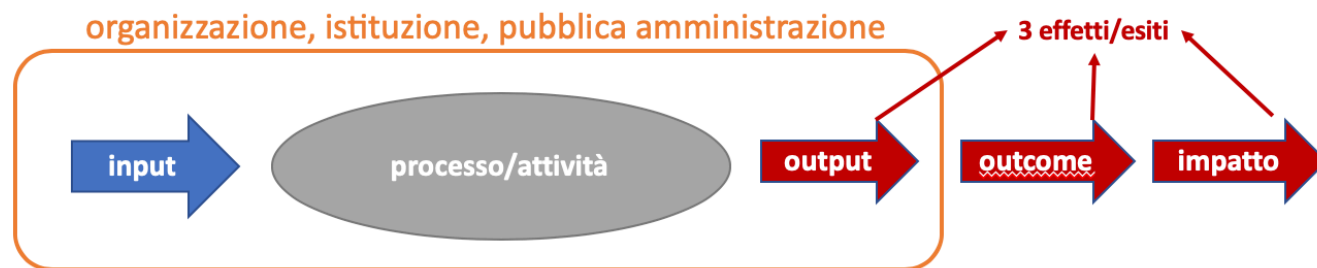 organizzazione, istituzione, pubblica amministrazione
3 effetti/esiti
input
processo/attività
output
outcome
impatto